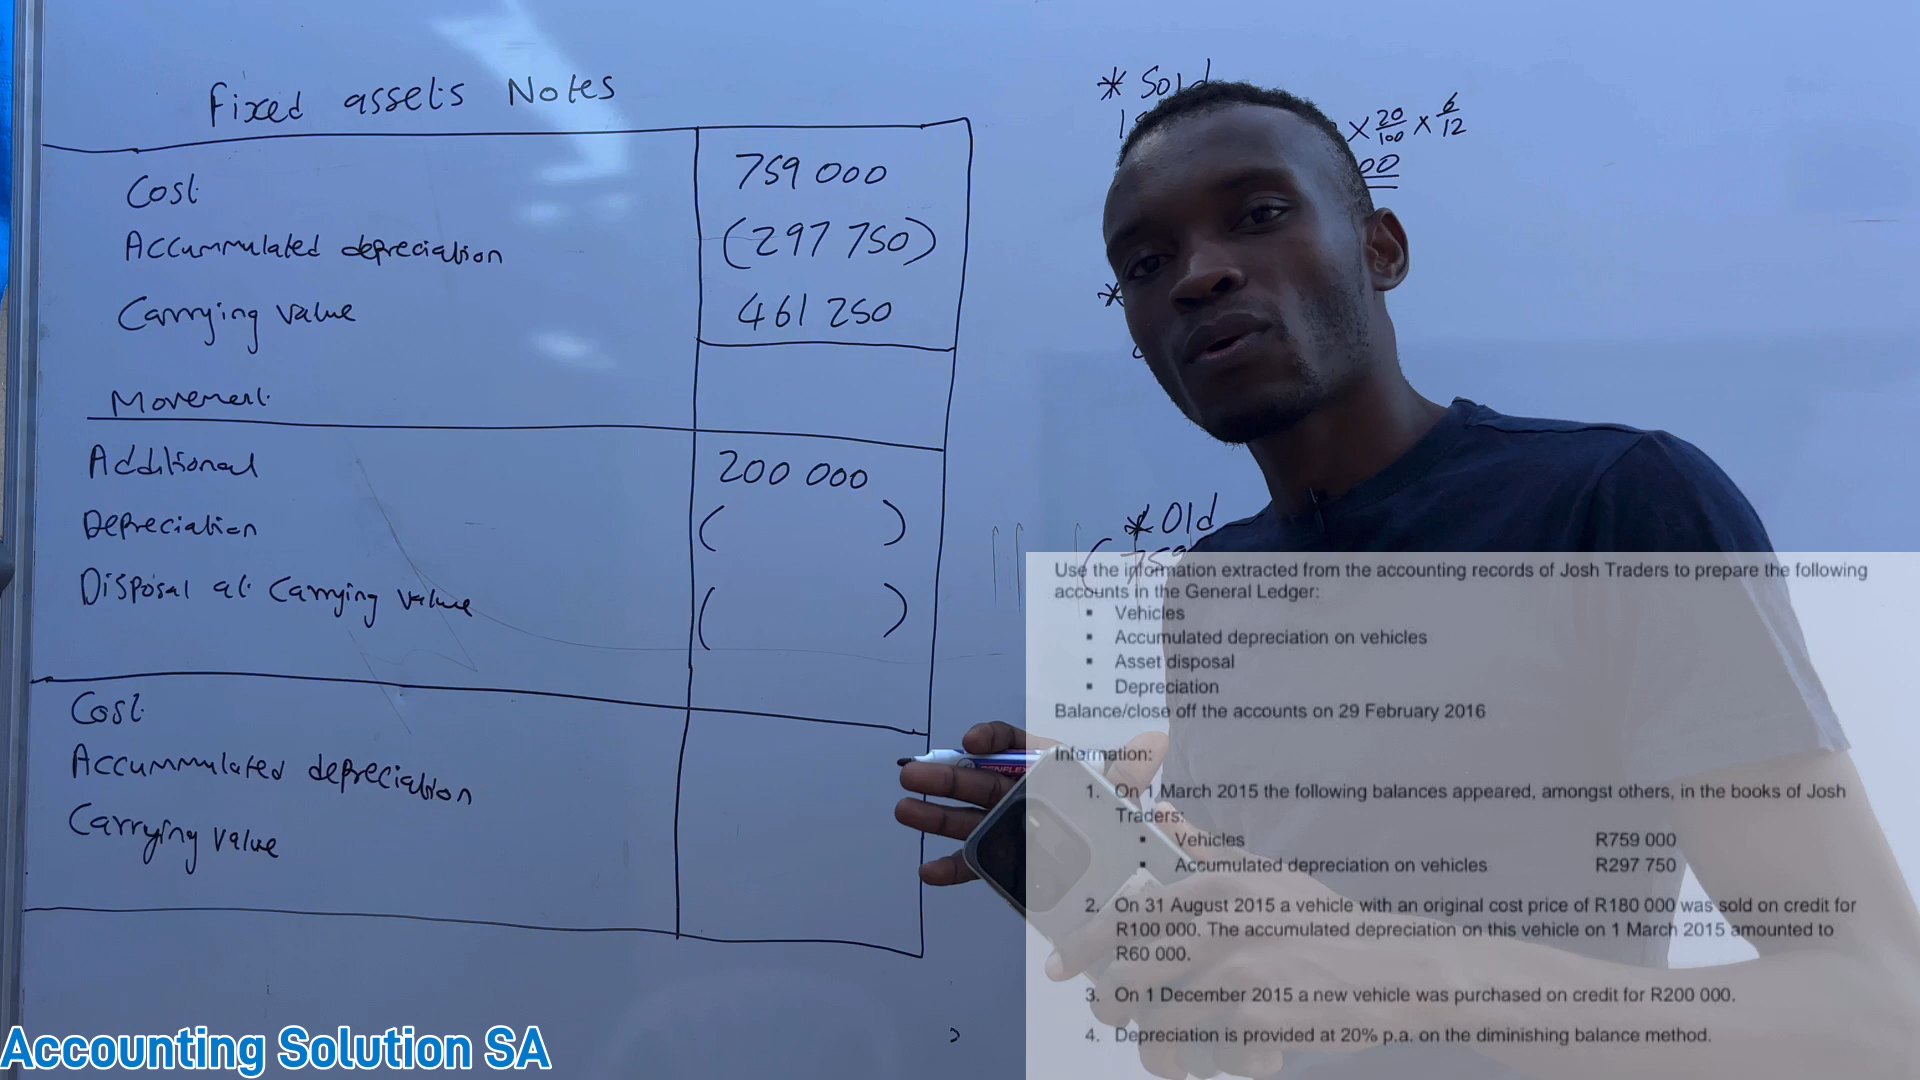 Fixed assets Notes
Cost 759 000
Accummulated depreciation (297 750)
Carrying value 461 250
Movement
Additional 200 000
Depreciation ( )
Disposal at Carrying value ( )
Cost
Accummulated depreciation
Carrying value
* Sold
× 20/100 × 6/12
00
*
* Old
(759
Use the information extracted from the accounting records of Josh Traders to prepare the following
accounts in the General Ledger:
▪ Vehicles
▪ Accumulated depreciation on vehicles
▪ Asset disposal
▪ Depreciation
Balance/close off the accounts on 29 February 2016
Information:
1. On 1 March 2015 the following balances appeared, amongst others, in the books of Josh
Traders:
▪ Vehicles R759 000
▪ Accumulated depreciation on vehicles R297 750
2. On 31 August 2015 a vehicle with an original cost price of R180 000 was sold on credit for
R100 000. The accumulated depreciation on this vehicle on 1 March 2015 amounted to
R60 000.
3. On 1 December 2015 a new vehicle was purchased on credit for R200 000.
4. Depreciation is provided at 20% p.a. on the diminishing balance method.
Accounting Solution SA